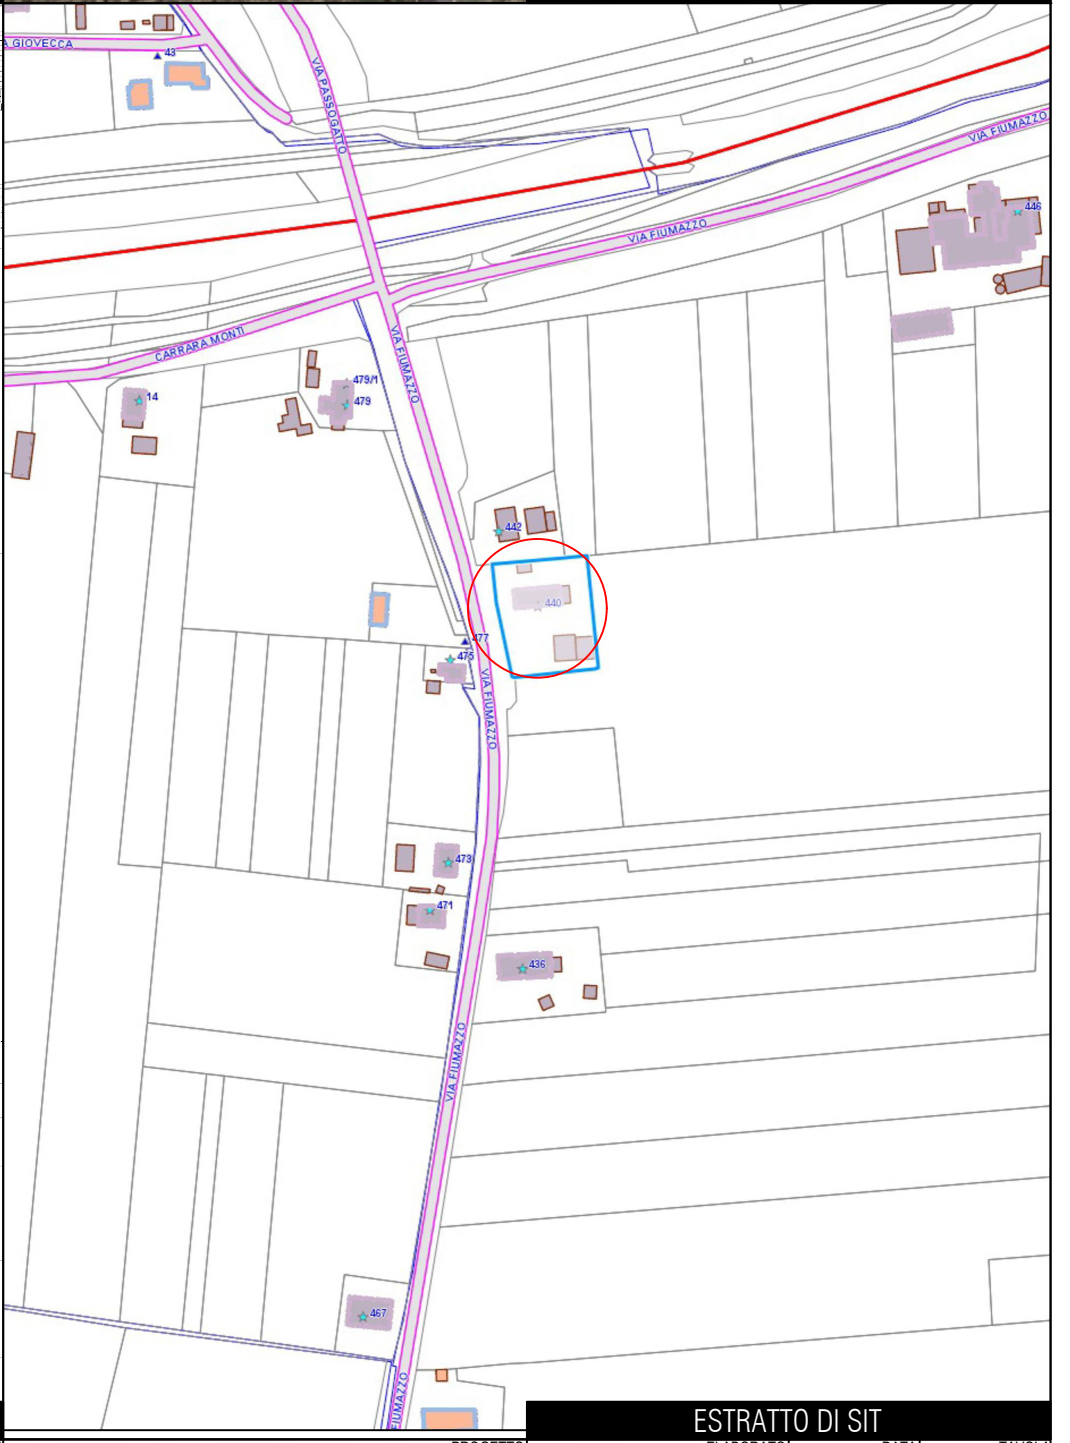 A GIOVECCA
43
VIA PASSOGATTO
VIA FIUMAZZO
VIA FIUMAZZO
446
CARRARA MONTI
VIA FIUMAZZO
479/1
479
14
442
440
477
475
VIA FIUMAZZO
473
471
436
VIA FIUMAZZO
467
FIUMAZZO
ESTRATTO DI SIT